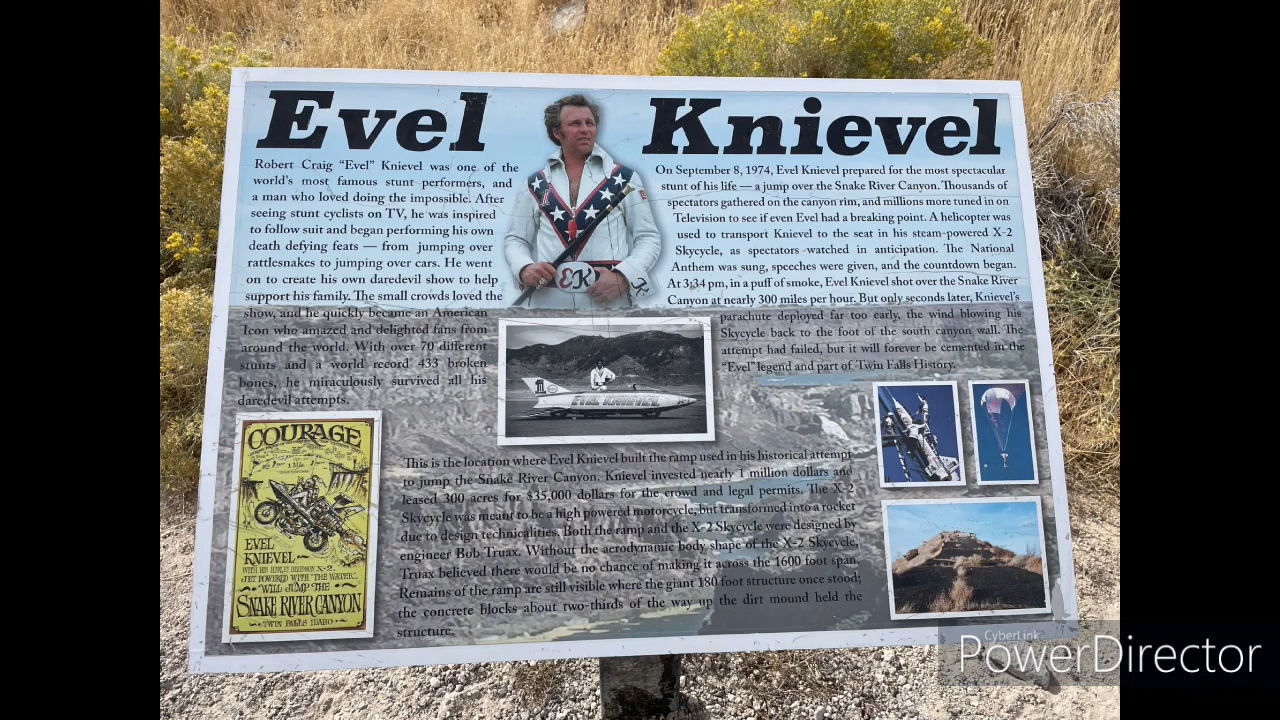 Evel Knievel
Robert Craig “Evel” Knievel was one of the
world's most famous stunt performers, and
a man who loved doing the impossible. After
seeing stunt cyclists on TV, he was inspired
to follow suit and began performing his own
death defying feats — from jumping over
rattlesnakes to jumping over cars. He went
on to create his own daredevil show to help
support his family. The small crowds loved the
show, and he quickly became an American
Icon who amazed and delighted fans from
around the world. With over 70 different
stunts and a world record 433 broken
bones, he miraculously survived all his
daredevil attempts.
EK
On September 8, 1974, Evel Knievel prepared for the most spectacular
stunt of his life — a jump over the Snake River Canyon. Thousands of
spectators gathered on the canyon rim, and millions more tuned in on
Television to see if even Evel had a breaking point. A helicopter was
used to transport Knievel to the seat in his steam-powered X-2
Skycycle, as spectators watched in anticipation. The National
Anthem was sung, speeches were given, and the countdown began.
At 3:34 pm, in a puff of smoke, Evel Knievel shot over the Snake River
Canyon at nearly 300 miles per hour. But only seconds later, Knievel's
parachute deployed far too early, the wind blowing his
Skycycle back to the foot of the south canyon wall. The
attempt had failed, but it will forever be cemented in the
“Evel” legend and part of Twin Falls History.
EVEL KNIEVEL
COURAGE
EVEL
KNIEVEL
WITH HIS HARLEY DAVIDSON X-2,
JET POWERED WITH THE WATER,
WILL JUMP THE
SNAKE RIVER CANYON
TWIN FALLS IDAHO
This is the location where Evel Knievel built the ramp used in his historical attempt
to jump the Snake River Canyon. Knievel invested nearly 1 million dollars and
leased 300 acres for $35,000 dollars for the crowd and legal permits. The X-2
Skycycle was meant to be a high powered motorcycle, but transformed into a rocket
due to design technicalities. Both the ramp and the X-2 Skycycle were designed by
engineer Bob Truax. Without the aerodynamic body shape of the X-2 Skycycle,
Truax believed there would be no chance of making it across the 1600 foot span.
Remains of the ramp are still visible where the giant 180 foot structure once stood;
the concrete blocks about two-thirds of the way up the dirt mound held the
structure.
CyberLink
PowerDirector